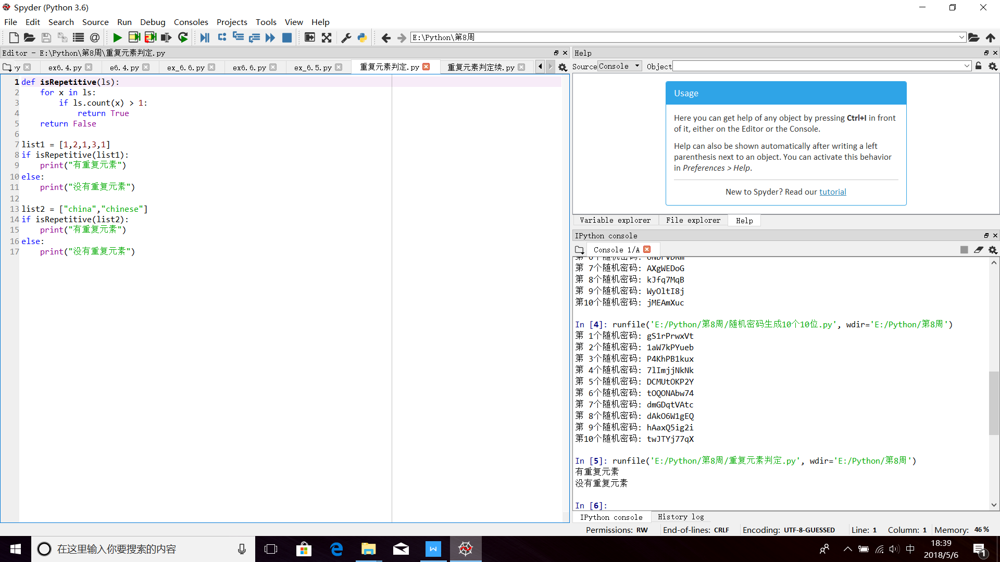 Spyder (Python 3.6)
File Edit Search Source Run Debug Consoles Projects Tools View Help
E:\Python\第8周
Editor - E:\Python\第8周\重复元素判定.py
ex6.4.py e6.4.py ex_6.6.py ex6.6.py ex_6.5.py 重复元素判定.py 重复元素判定续.py
1 def isRepetitive(ls):
2 for x in ls:
3 if ls.count(x) > 1:
4 return True
5 return False
6
7 list1 = [1,2,1,3,1]
8 if isRepetitive(list1):
9 print("有重复元素")
10 else:
11 print("没有重复元素")
12
13 list2 = ["china","chinese"]
14 if isRepetitive(list2):
15 print("有重复元素")
16 else:
17 print("没有重复元素")
Help
Source Console Object
Usage
Here you can get help of any object by pressing Ctrl+I in front
of it, either on the Editor or the Console.
Help can also be shown automatically after writing a left
parenthesis next to an object. You can activate this behavior
in Preferences > Help.
New to Spyder? Read our tutorial
Variable explorer File explorer Help
IPython console
Console 1/A
第 7个随机密码: AXgWEDoG
第 8个随机密码: kJfq7MqB
第 9个随机密码: WyOltI8j
第10个随机密码: jMEAmXuc
In [4]: runfile('E:/Python/第8周/随机密码生成10个10位.py', wdir='E:/Python/第8周')
第 1个随机密码: gS1rPrwxVt
第 2个随机密码: 1aW7kPYueb
第 3个随机密码: P4KhPB1kux
第 4个随机密码: 7lImjjNkNk
第 5个随机密码: DCMUtOKP2Y
第 6个随机密码: tOQONAbw74
第 7个随机密码: dmGDqtVAtc
第 8个随机密码: dAkO6W1gEQ
第 9个随机密码: hAaxQ5ig2i
第10个随机密码: twJTYj77qX
In [5]: runfile('E:/Python/第8周/重复元素判定.py', wdir='E:/Python/第8周')
有重复元素
没有重复元素
In [6]:
IPython console History log
Permissions: RW End-of-lines: CRLF Encoding: UTF-8-GUESSED Line: 1 Column: 1 Memory: 46 %
在这里输入你要搜索的内容
中
18:39
2018/5/6
1